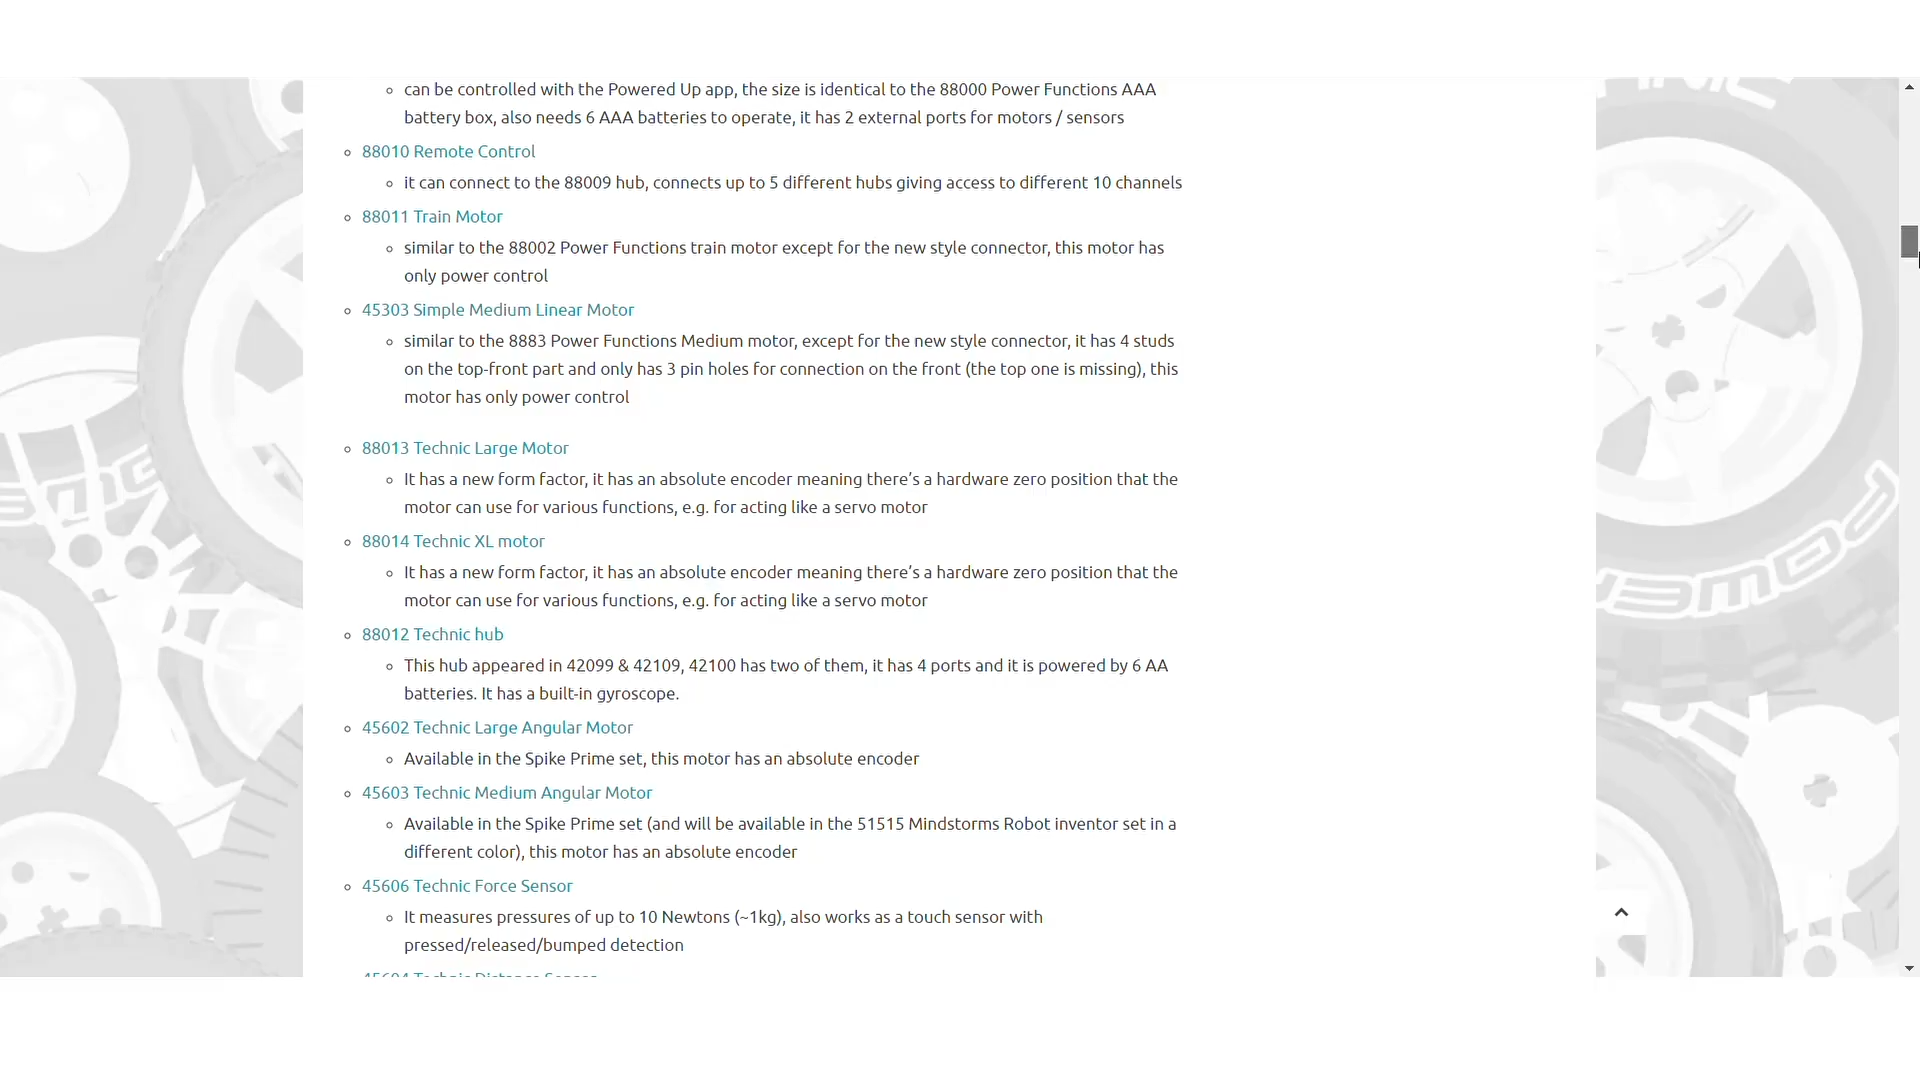 can be controlled with the Powered Up app, the size is identical to the 88000 Power Functions AAA
battery box, also needs 6 AAA batteries to operate, it has 2 external ports for motors / sensors
88010 Remote Control
it can connect to the 88009 hub, connects up to 5 different hubs giving access to different 10 channels
88011 Train Motor
similar to the 88002 Power Functions train motor except for the new style connector, this motor has
only power control
45303 Simple Medium Linear Motor
similar to the 8883 Power Functions Medium motor, except for the new style connector, it has 4 studs
on the top-front part and only has 3 pin holes for connection on the front (the top one is missing), this
motor has only power control
88013 Technic Large Motor
It has a new form factor, it has an absolute encoder meaning there’s a hardware zero position that the
motor can use for various functions, e.g. for acting like a servo motor
88014 Technic XL motor
It has a new form factor, it has an absolute encoder meaning there’s a hardware zero position that the
motor can use for various functions, e.g. for acting like a servo motor
88012 Technic hub
This hub appeared in 42099 & 42109, 42100 has two of them, it has 4 ports and it is powered by 6 AA
batteries. It has a built-in gyroscope.
45602 Technic Large Angular Motor
Available in the Spike Prime set, this motor has an absolute encoder
45603 Technic Medium Angular Motor
Available in the Spike Prime set (and will be available in the 51515 Mindstorms Robot inventor set in a
different color), this motor has an absolute encoder
45606 Technic Force Sensor
It measures pressures of up to 10 Newtons (~1kg), also works as a touch sensor with
pressed/released/bumped detection
45604 Technic Distance Sensor